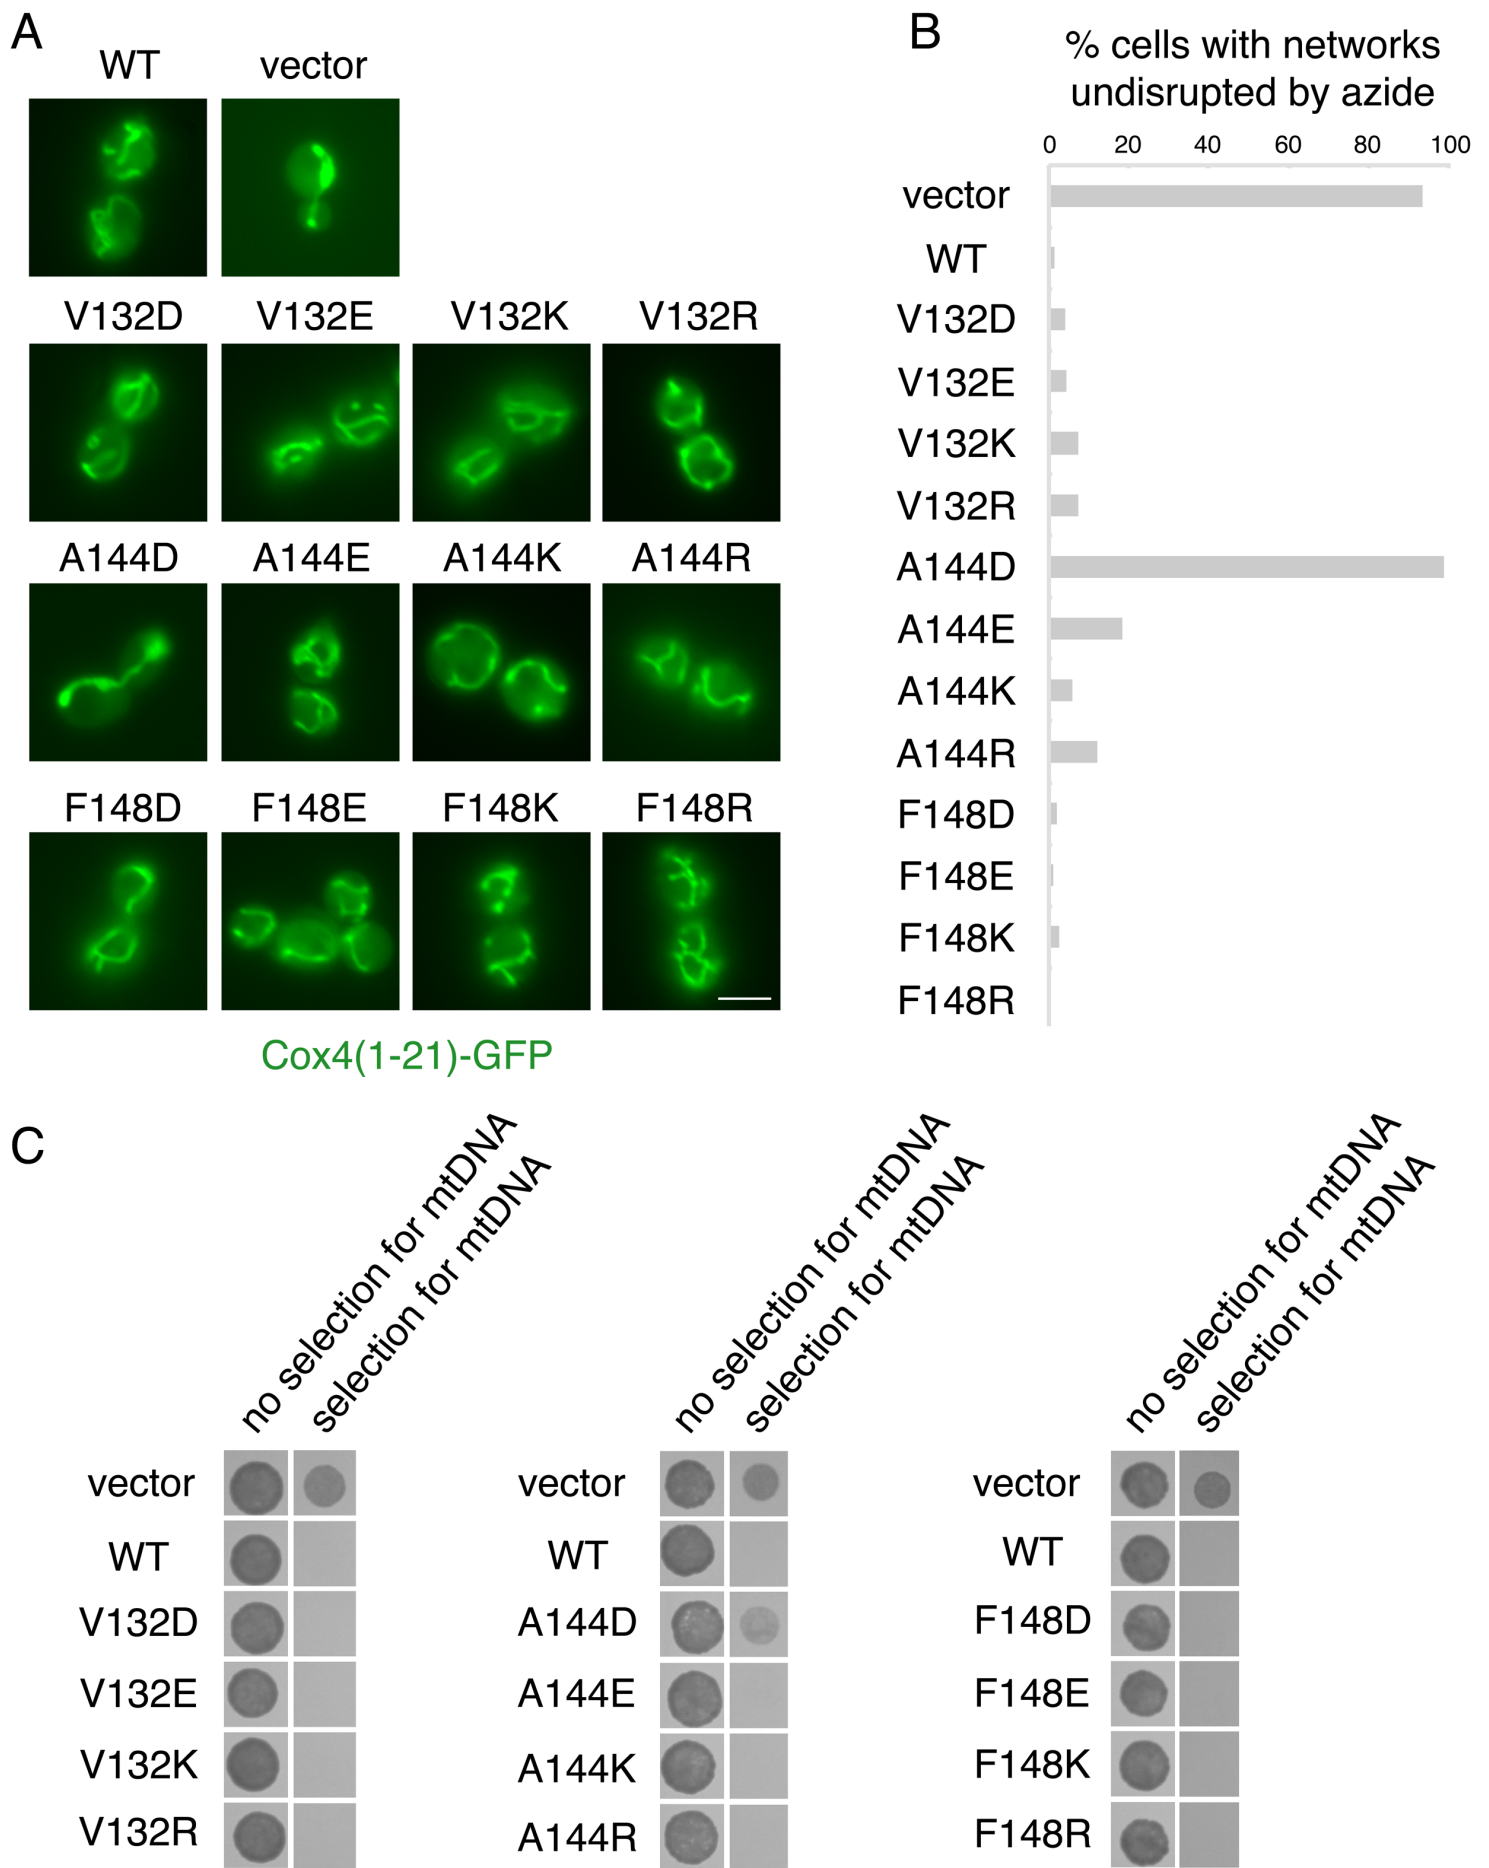 A
WT vector
V132D V132E V132K V132R
A144D A144E A144K A144R
F148D F148E F148K F148R
Cox4(1-21)-GFP
B
% cells with networks
undisrupted by azide
0 20 40 60 80 100
vector
WT
V132D
V132E
V132K
V132R
A144D
A144E
A144K
A144R
F148D
F148E
F148K
F148R
C
no selection for mtDNA
selection for mtDNA
vector
WT
V132D
V132E
V132K
V132R
no selection for mtDNA
selection for mtDNA
vector
WT
A144D
A144E
A144K
A144R
no selection for mtDNA
selection for mtDNA
vector
WT
F148D
F148E
F148K
F148R